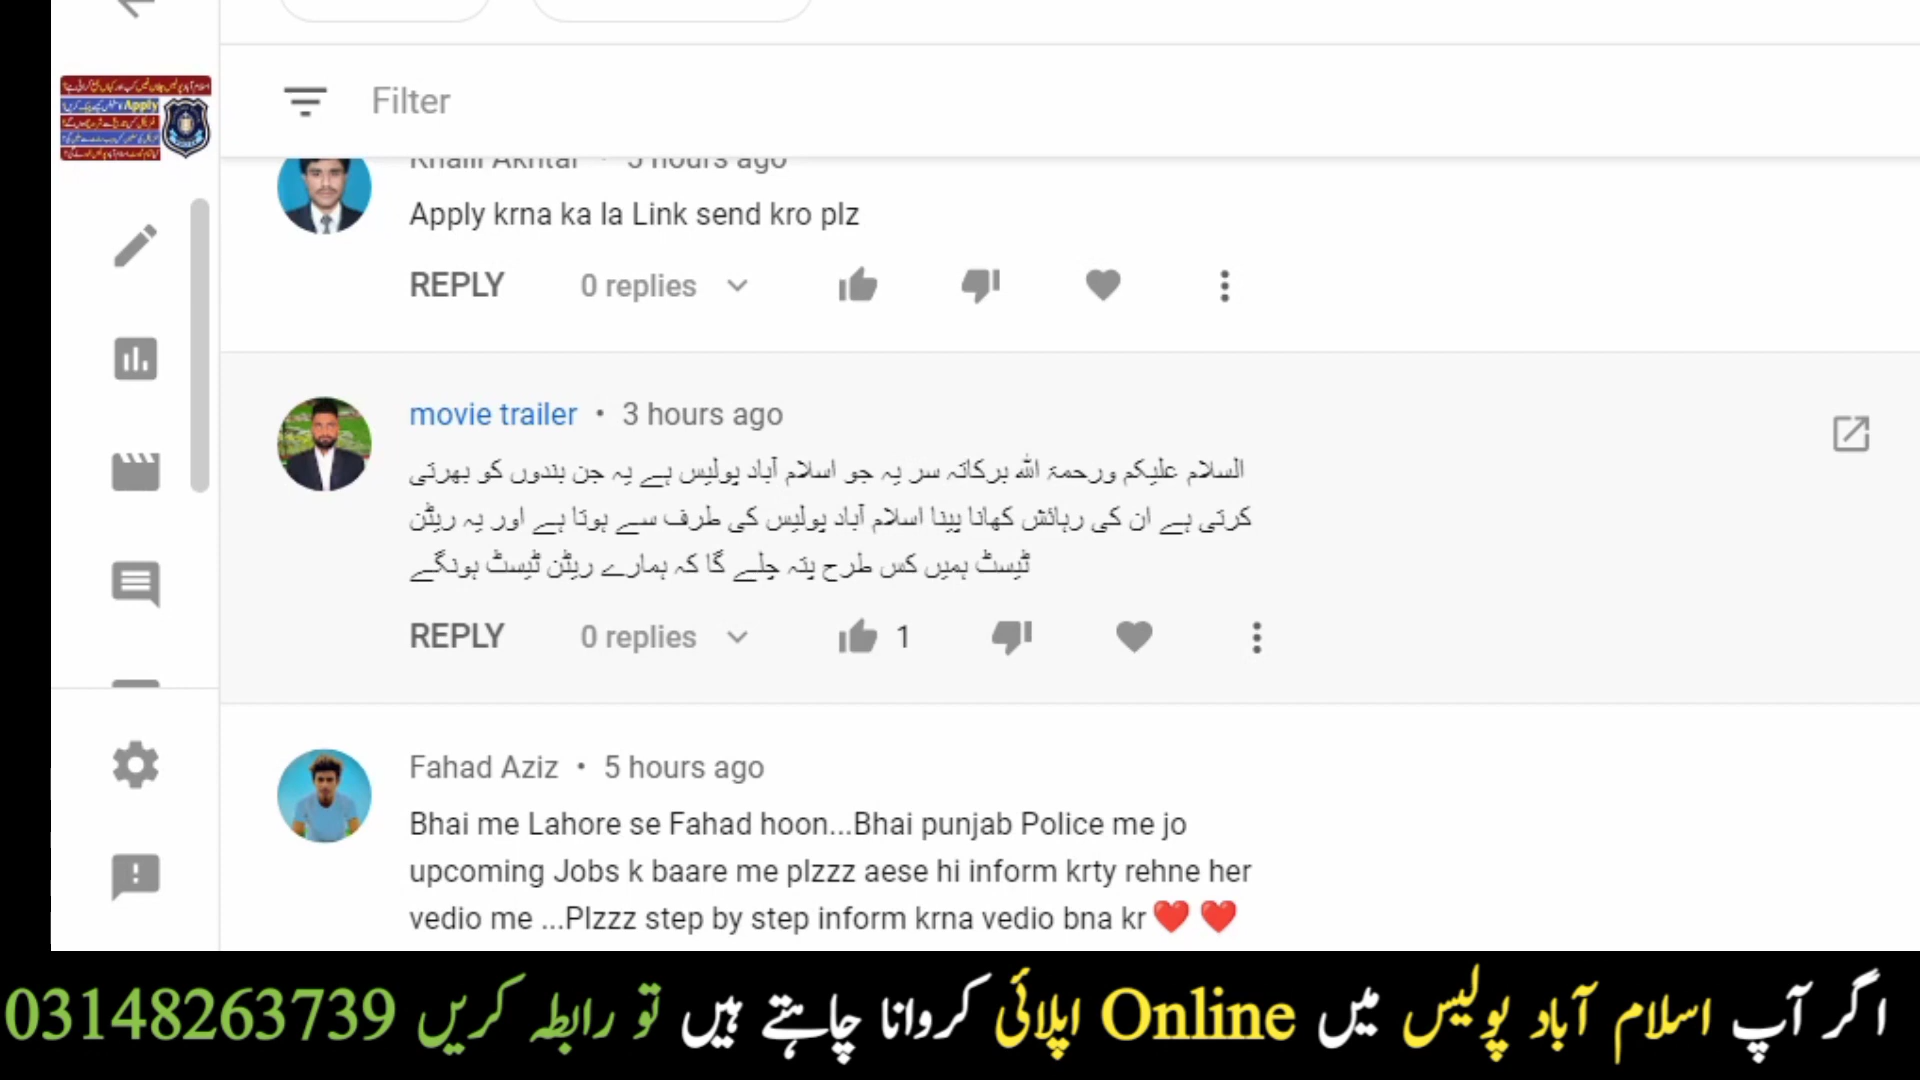 Filter
Khalil Akhtar • 5 hours ago
Apply krna ka la Link send kro plz
REPLY 0 replies
movie trailer • 3 hours ago
السلام علیکم ورحمۃ اللہ برکاتہ سر یہ جو اسلام آباد پولیس ہے یہ جن بندوں کو بھرتی
کرتی ہے ان کی رہائش کھانا پینا اسلام آباد پولیس کی طرف سے ہوتا ہے اور یہ ریٹن
ٹیسٹ ہمیں کس طرح پتہ چلے گا کہ ہمارے ریٹن ٹیسٹ ہونگے
REPLY 0 replies 1
Fahad Aziz • 5 hours ago
Bhai me Lahore se Fahad hoon...Bhai punjab Police me jo
upcoming Jobs k baare me plzzz aese hi inform krty rehne her
vedio me ...Plzzz step by step inform krna vedio bna kr❤️ ❤️
اگر آپ اسلام آباد پولیس میں Online اپلائی کروانا چاہتے ہیں تو رابطہ کریں 03148263739